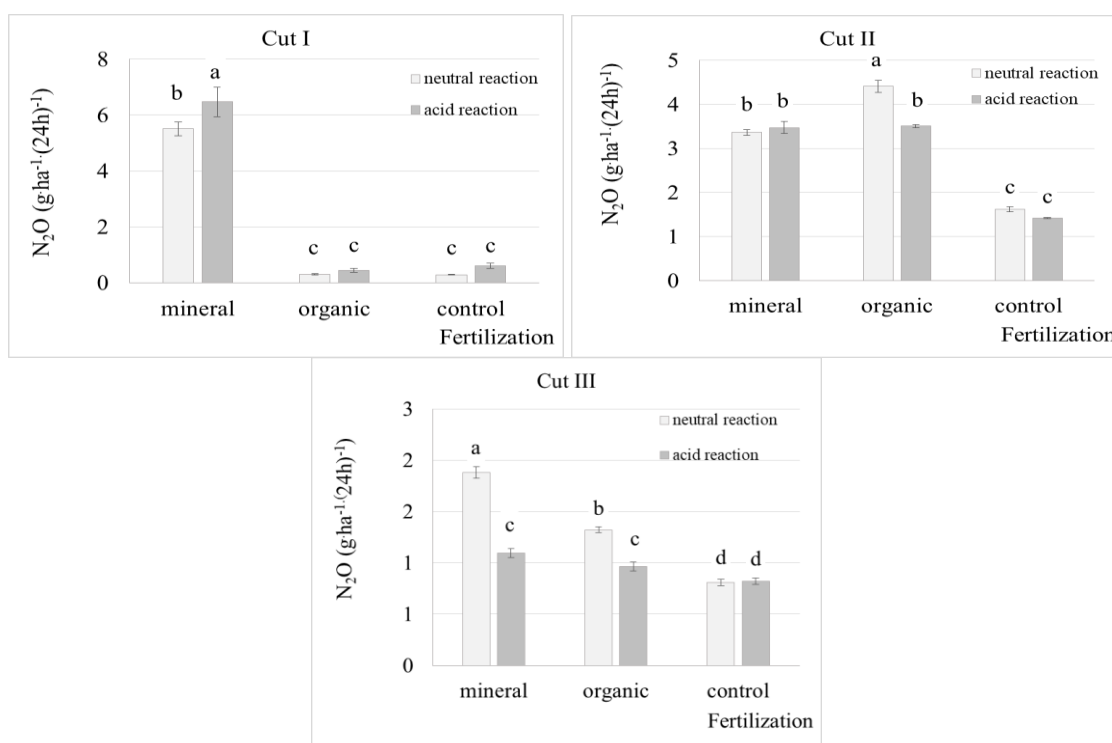 Cut I
N₂O (g·ha⁻¹·(24h)⁻¹)
8
6
4
2
0
neutral reaction
acid reaction
b a
c c
c c
mineral organic control
Fertilization
Cut II
N₂O (g·ha⁻¹·(24h)⁻¹)
5
4
3
2
1
0
neutral reaction
acid reaction
b b
a b
c c
mineral organic control
Fertilization
Cut III
N₂O (g·ha⁻¹·(24h)⁻¹)
3
2
2
1
1
0
neutral reaction
acid reaction
a c
b c
d d
mineral organic control
Fertilization